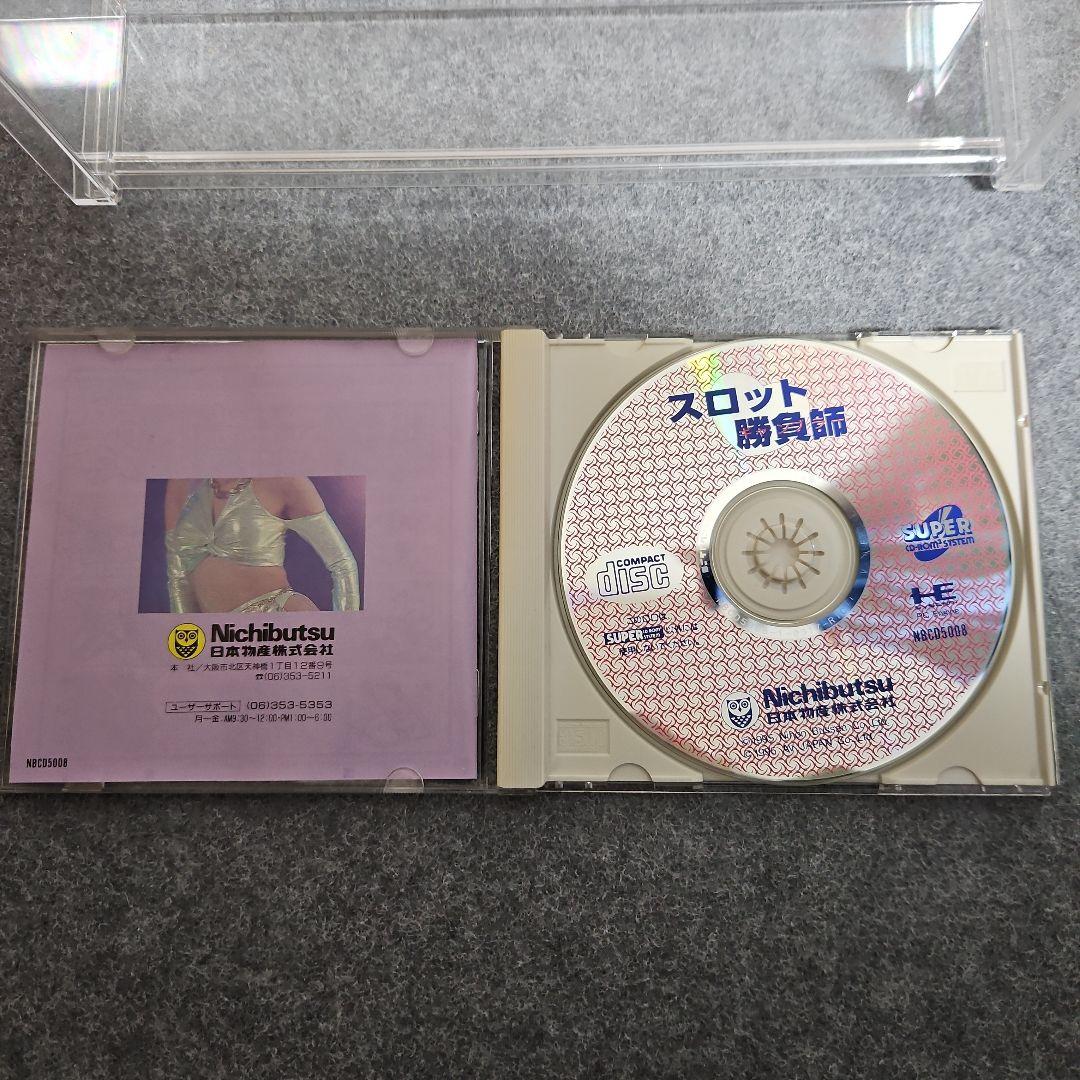 Nichibutsu
日本物産株式会社
本 社/大阪市北区天神橋1丁目12番9号
☎(06)353-5211
ユーザーサポート (06)353-5353
月〜金 AM9:30〜12:00・PM1:00〜6:00
NBCD5008
スロット
勝負師
COMPACT
disc
SUPER
CD-ROM² SYSTEM
HE
NBCD5008
SUPER
Nichibutsu
日本物産株式会社